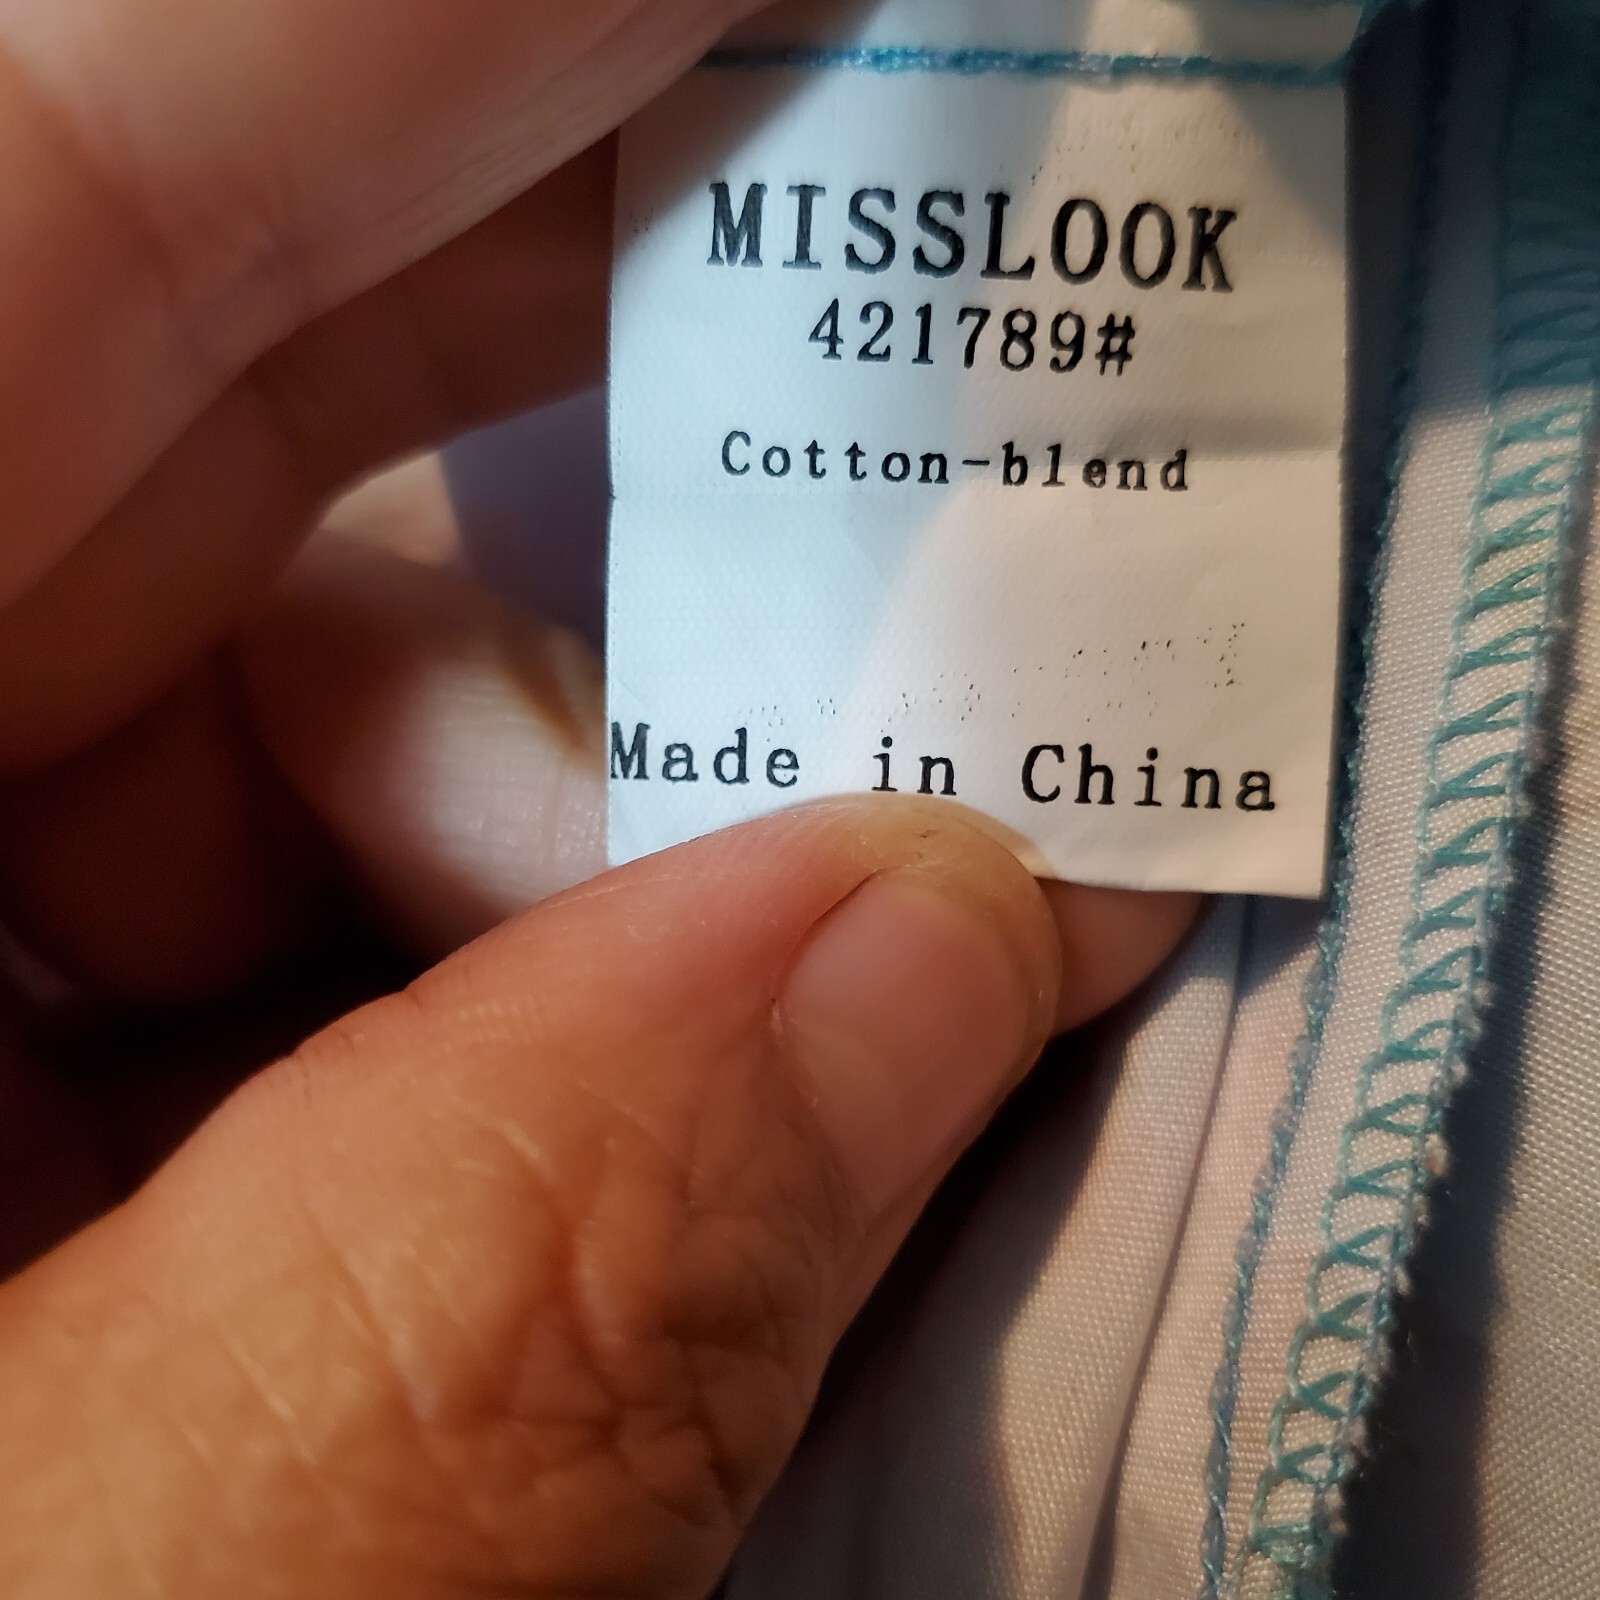 MISSLOOK
421789#
Cotton-blend
Made in China